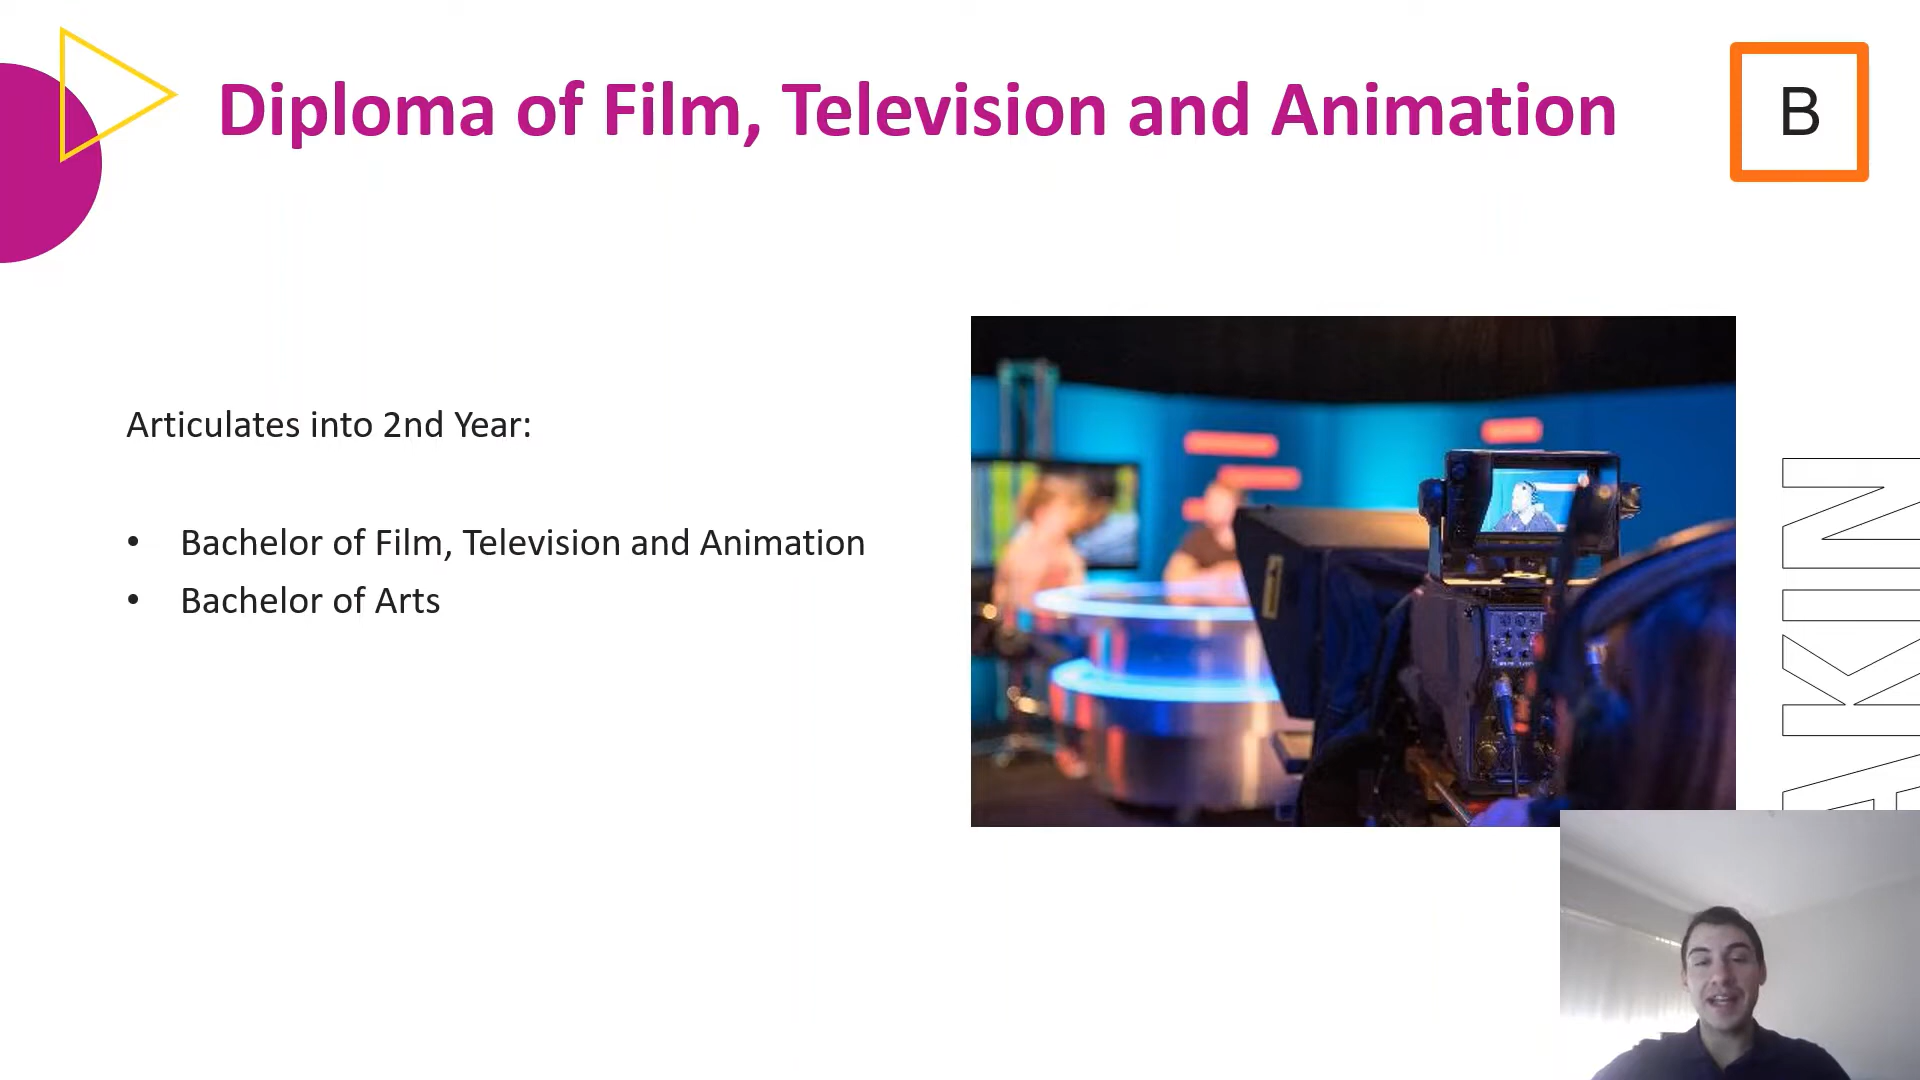 Diploma of Film, Television and Animation
B
Articulates into 2nd Year:
• Bachelor of Film, Television and Animation
• Bachelor of Arts
AKIN